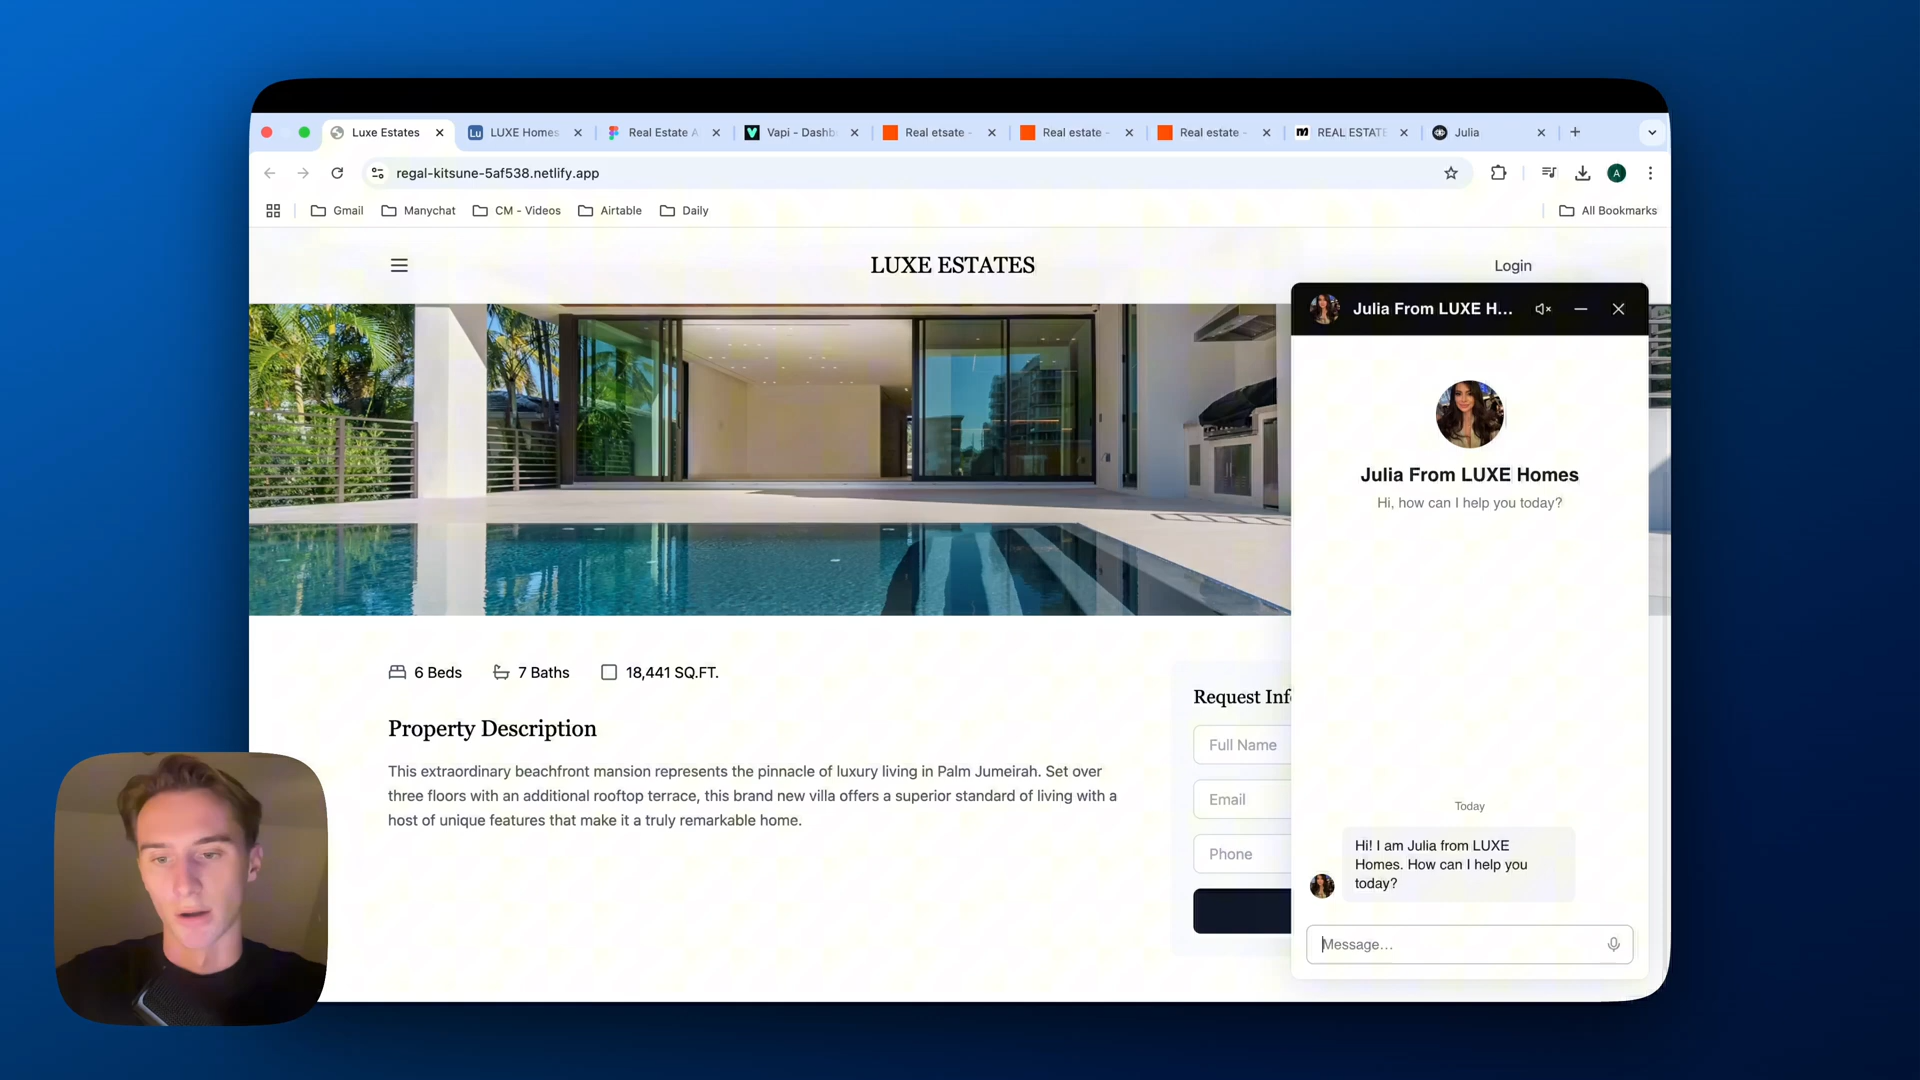 Luxe Estates
LUXE Homes
Real Estate A
Vapi - Dashb
Real etsate -
Real estate -
Real estate -
REAL ESTATE
Julia
regal-kitsune-5af538.netlify.app
A
Gmail
Manychat
CM - Videos
Airtable
Daily
All Bookmarks
LUXE ESTATES
Login
Julia From LUXE H...
Julia From LUXE Homes
Hi, how can I help you today?
6 Beds
7 Baths
18,441 SQ.FT.
Property Description
This extraordinary beachfront mansion represents the pinnacle of luxury living in Palm Jumeirah. Set over
three floors with an additional rooftop terrace, this brand new villa offers a superior standard of living with a
host of unique features that make it a truly remarkable home.
Request Inf
Full Name
Email
Phone
Today
Hi! I am Julia from LUXE
Homes. How can I help you
today?
Message...